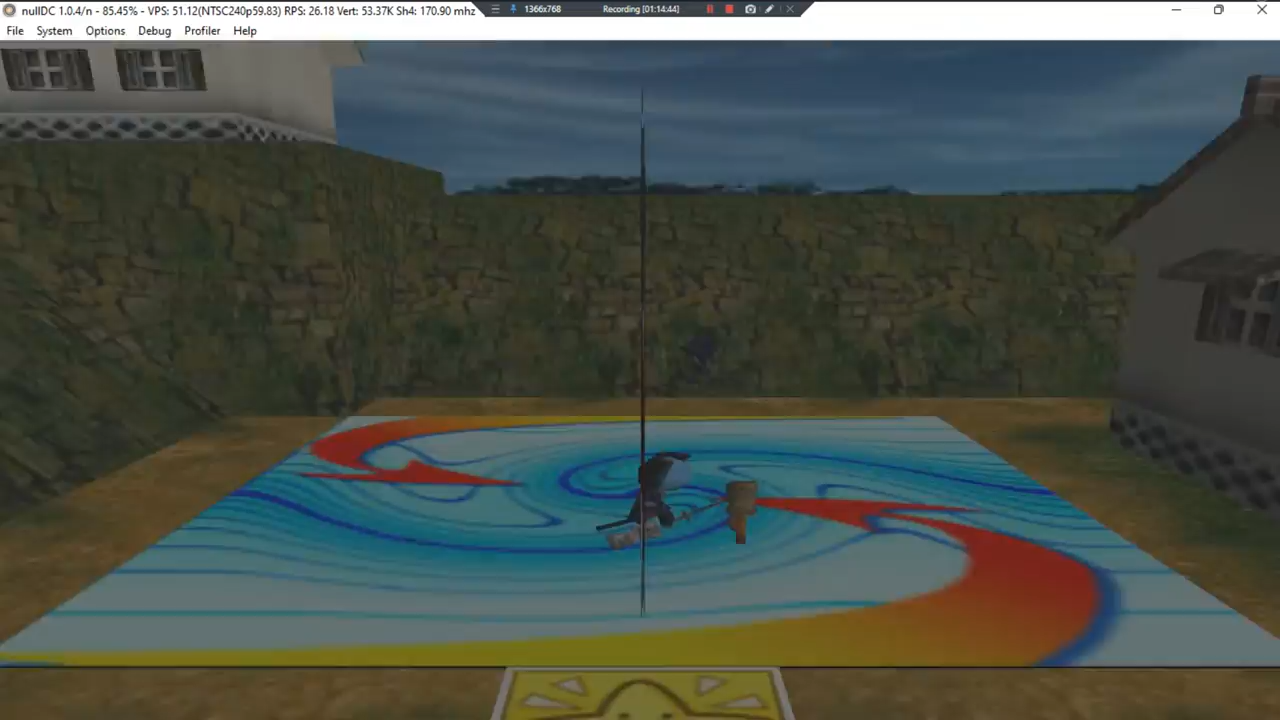 nullDC 1.0.4/n - 85.45% - VPS: 51.12(NTSC240p59.83) RPS: 26.18 Vert: 53.37K Sh4: 170.90 mhz
1366x768
Recording [01:14:44]
File System Options Debug Profiler Help